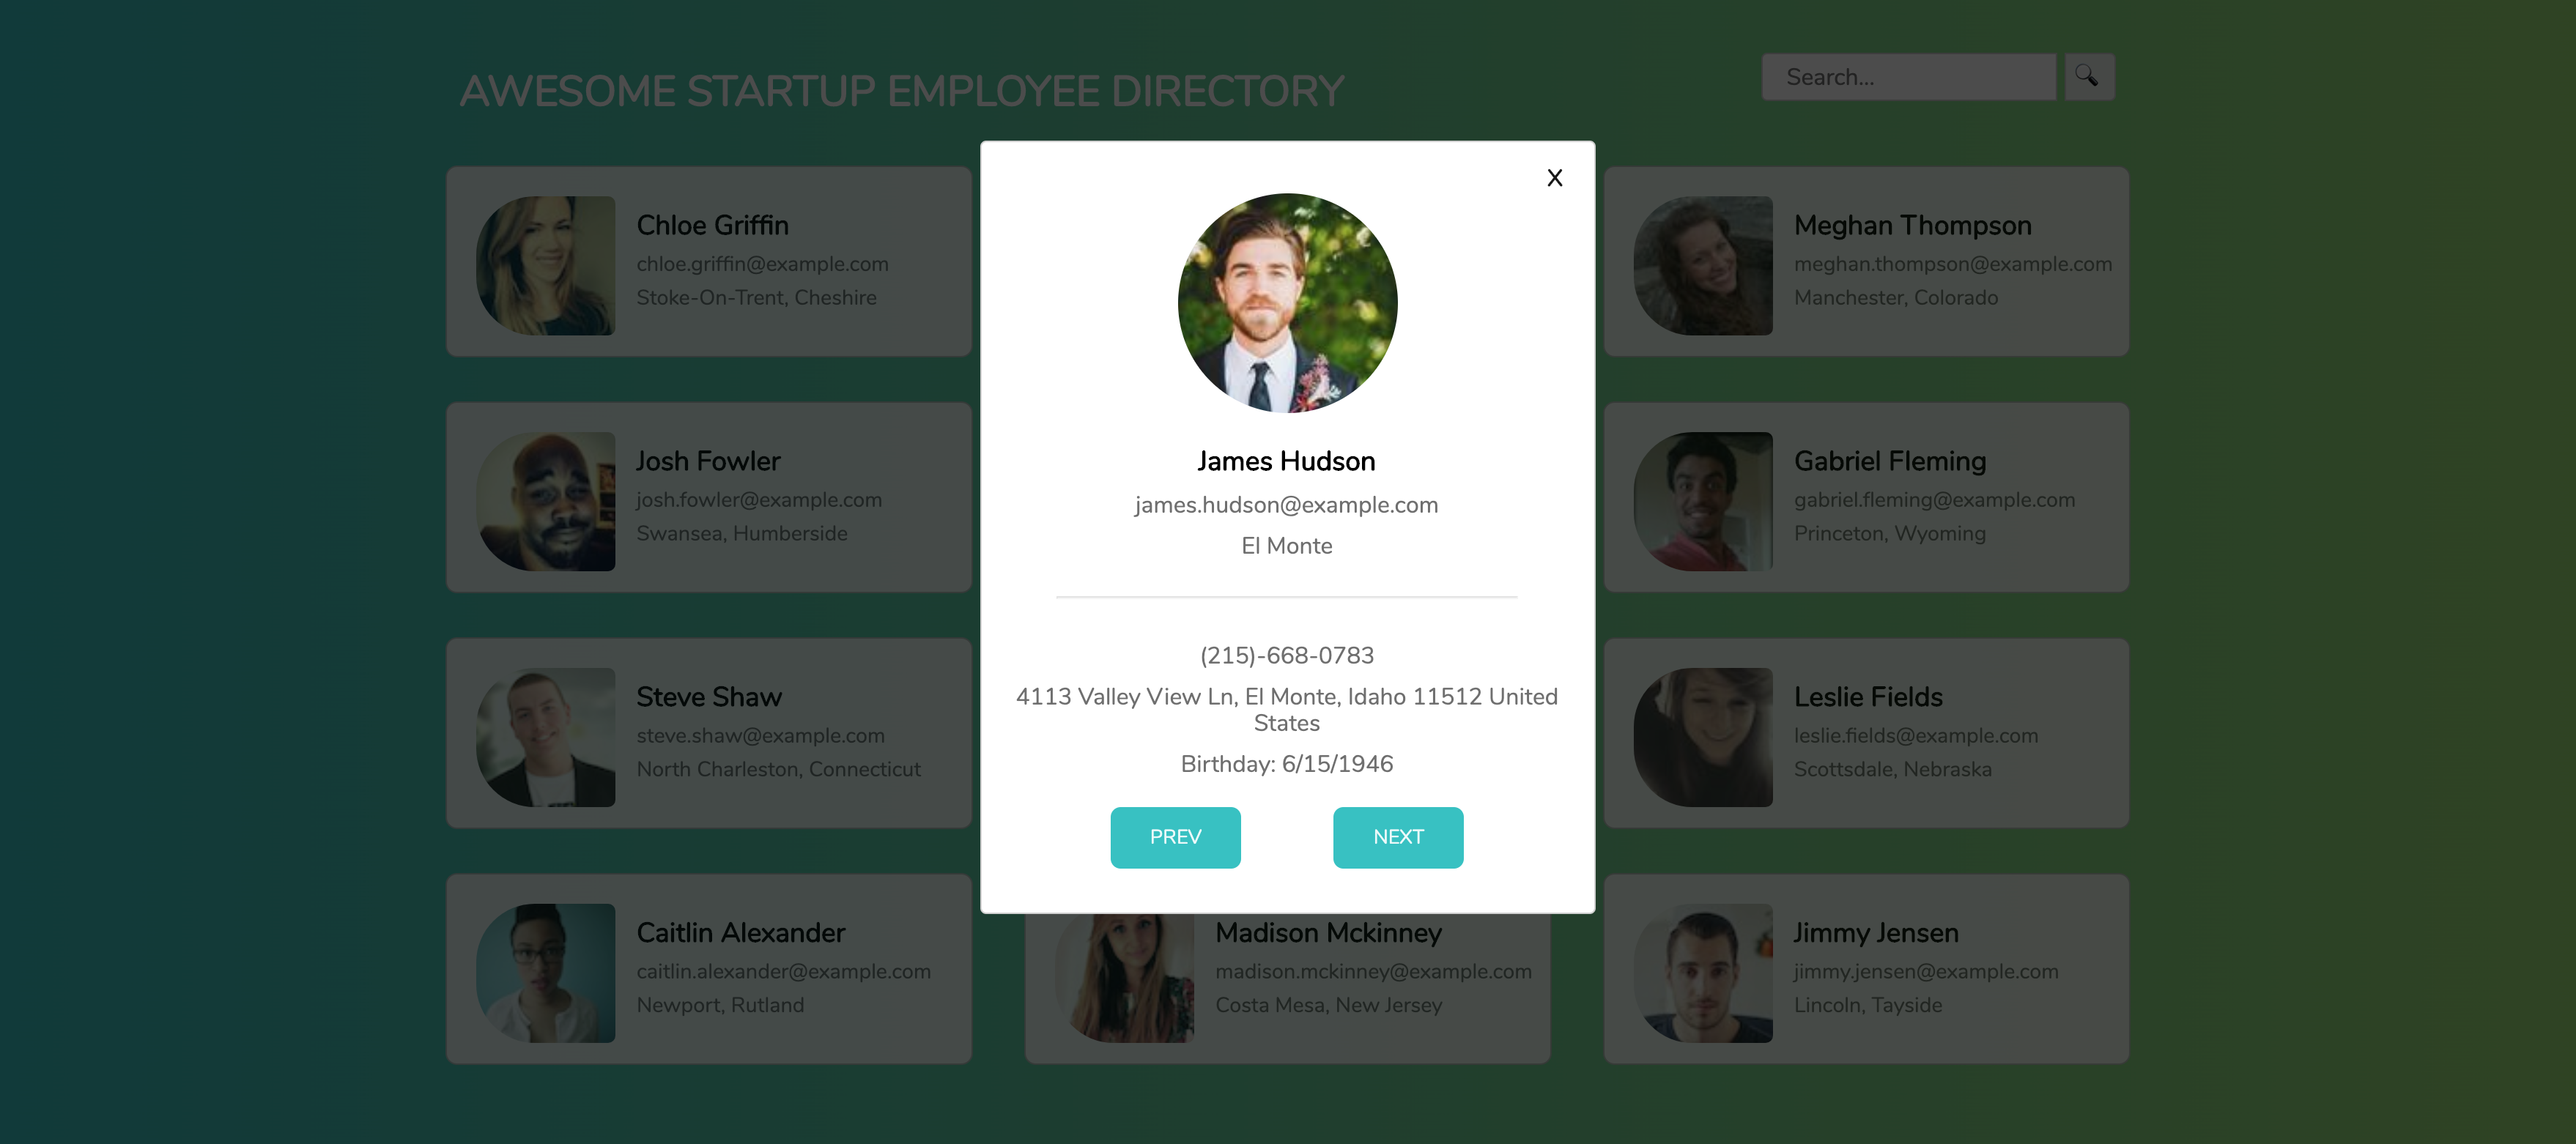 AWESOME STARTUP EMPLOYEE DIRECTORY
Search...
X
Chloe Griffin
chloe.griffin@example.com
Stoke-On-Trent, Cheshire
Meghan Thompson
meghan.thompson@example.com
Manchester, Colorado
Josh Fowler
josh.fowler@example.com
Swansea, Humberside
James Hudson
james.hudson@example.com
El Monte
(215)-668-0783
4113 Valley View Ln, El Monte, Idaho 11512 United
States
Birthday: 6/15/1946
PREV
NEXT
Gabriel Fleming
gabriel.fleming@example.com
Princeton, Wyoming
Steve Shaw
steve.shaw@example.com
North Charleston, Connecticut
Leslie Fields
leslie.fields@example.com
Scottsdale, Nebraska
Caitlin Alexander
caitlin.alexander@example.com
Newport, Rutland
Madison Mckinney
madison.mckinney@example.com
Costa Mesa, New Jersey
Jimmy Jensen
jimmy.jensen@example.com
Lincoln, Tayside